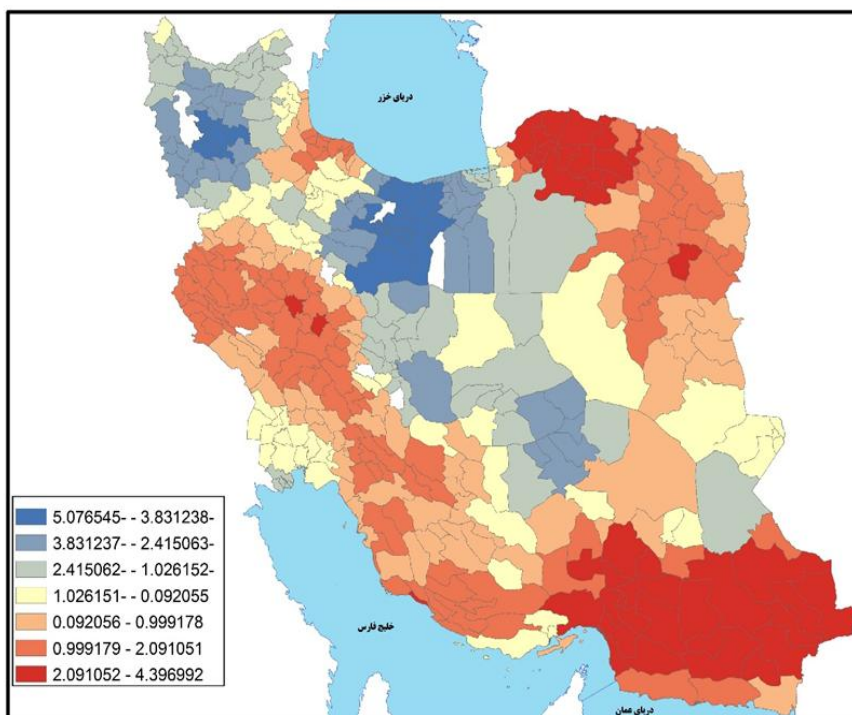 دریای خزر
5.076545- - 3.831238-
3.831237- - 2.415063-
2.415062- - 1.026152-
1.026151- - 0.092055
0.092056 - 0.999178
0.999179 - 2.091051
2.091052 - 4.396992
خلیج فارس
دریای عمان